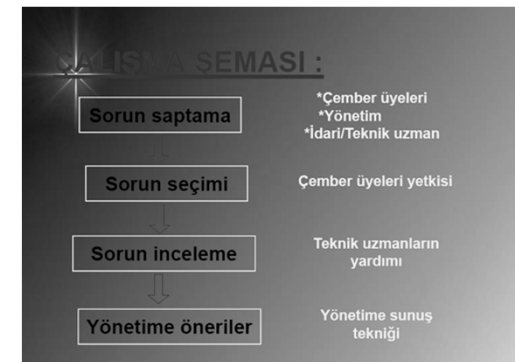 ÇALIŞMA ŞEMASI :
Sorun saptama
*Çember üyeleri
*Yönetim
*İdari/Teknik uzman
Sorun seçimi
Çember üyeleri yetkisi
Sorun inceleme
Teknik uzmanların
yardımı
Yönetime öneriler
Yönetime sunuş
tekniği